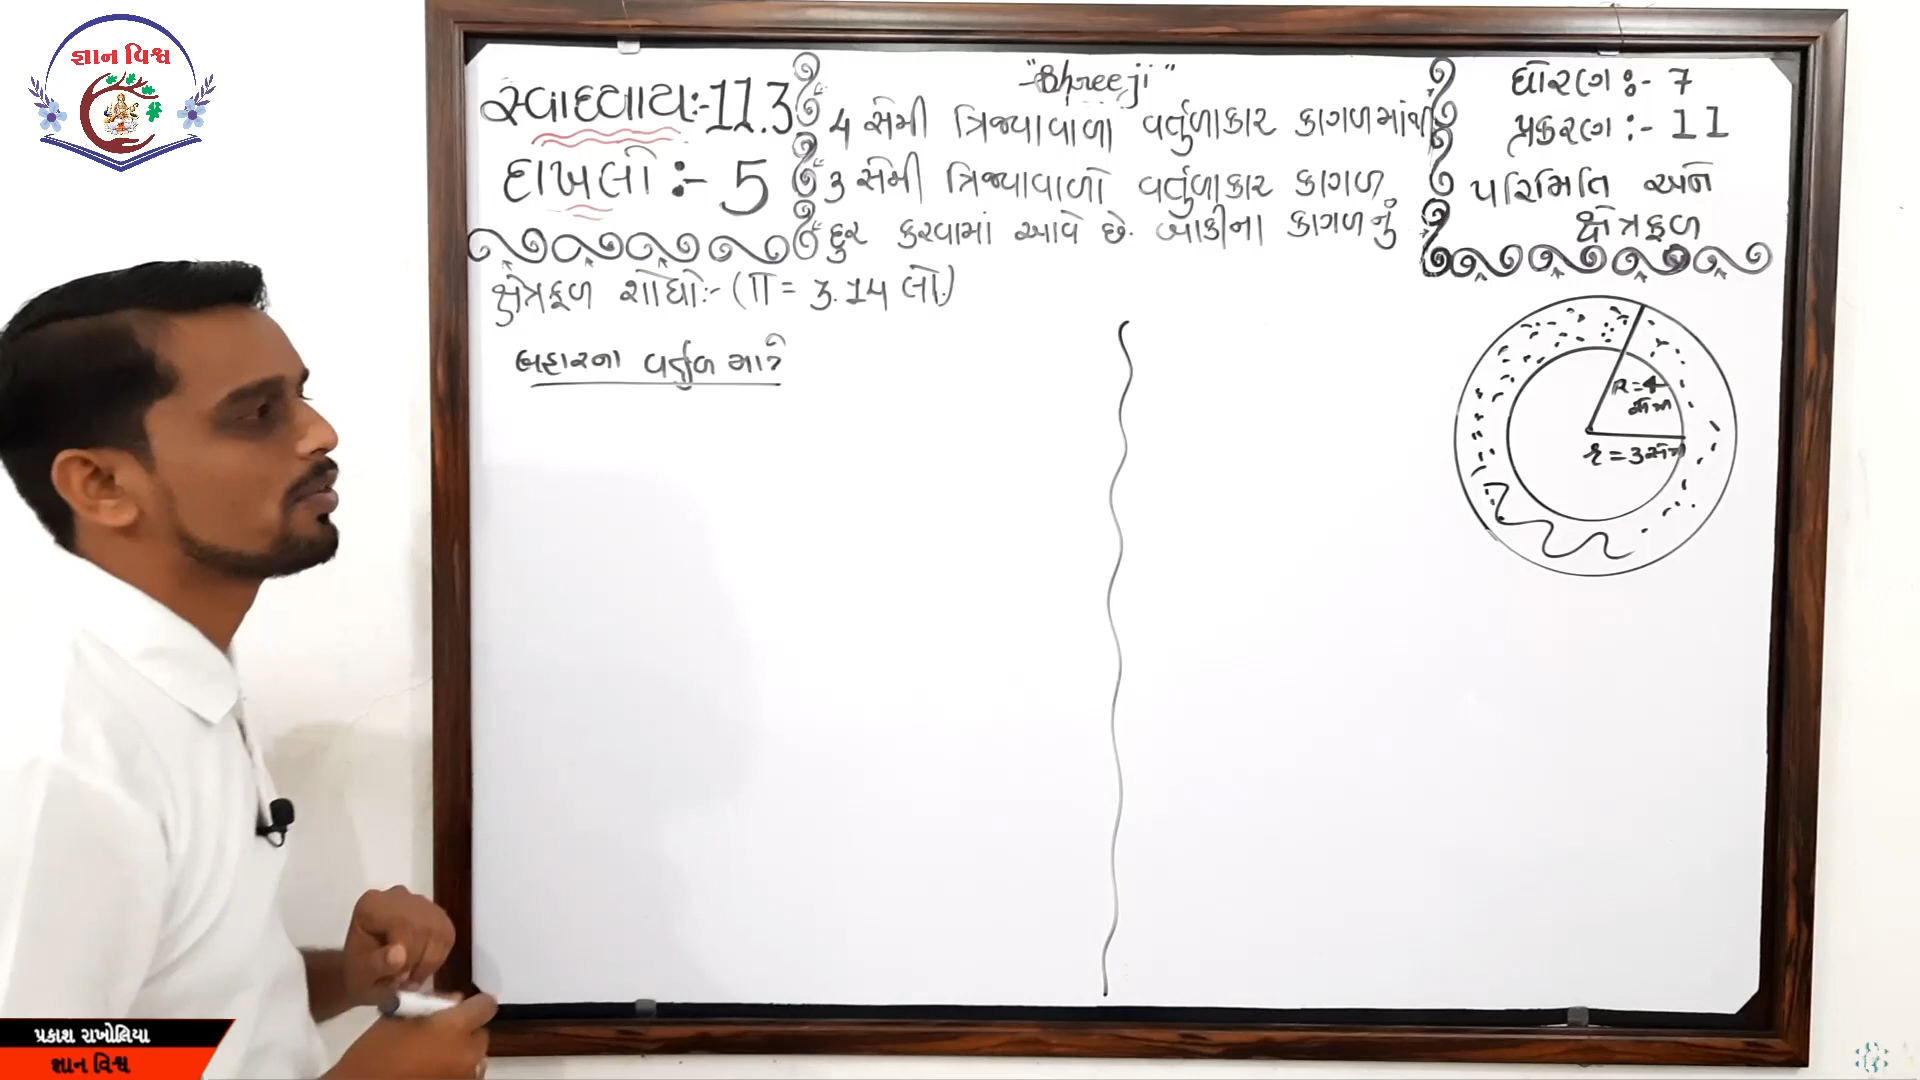 જ્ઞાન વિશ્વ
"Shreeji"
સ્વાધ્યાય:-11.3
દાખલો:- 5
4 સેમી ત્રિજ્યાવાળા વર્તુળાકાર કાગળમાંથી
3 સેમી ત્રિજ્યાવાળો વર્તુળાકાર કાગળ
દુર કરવામાં આવે છે. બાકીના કાગળનું
ક્ષેત્રફળ શોધો:- (π = 3.14 લો.)
ધોરણ:- 7
પ્રકરણ:- 11
પરિમિતિ અને
ક્ષેત્રફળ
બહારના વર્તુળ માટે
R=4
સેમી
r=3સેમી
પ્રકાશ રાખોલિયા
જ્ઞાન વિશ્વ